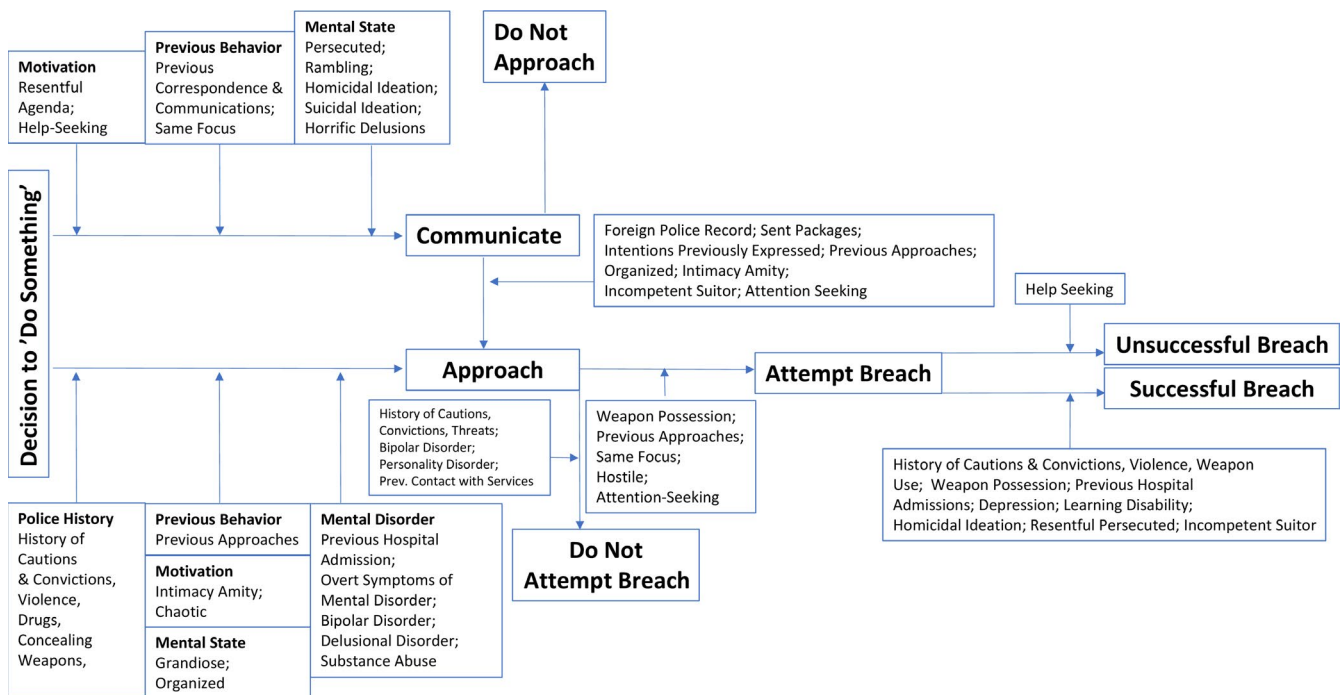 Motivation
Resentful
Agenda;
Help-Seeking
Previous Behavior
Previous
Correspondence &
Communications;
Same Focus
Mental State
Persecuted;
Rambling;
Homicidal Ideation;
Suicidal Ideation;
Horrific Delusions
Do Not
Approach
Decision to 'Do Something'
Communicate
Foreign Police Record; Sent Packages;
Intentions Previously Expressed; Previous Approaches;
Organized; Intimacy Amity;
Incompetent Suitor; Attention Seeking
Help Seeking
Approach
Attempt Breach
Unsuccessful Breach
Successful Breach
History of Cautions,
Convictions, Threats;
Bipolar Disorder;
Personality Disorder;
Prev. Contact with Services
Weapon Possession;
Previous Approaches;
Same Focus;
Hostile;
Attention-Seeking
History of Cautions & Convictions, Violence, Weapon
Use; Weapon Possession; Previous Hospital
Admissions; Depression; Learning Disability;
Homicidal Ideation; Resentful Persecuted; Incompetent Suitor
Do Not
Attempt Breach
Police History
History of
Cautions
& Convictions,
Violence,
Drugs,
Concealing
Weapons,
Previous Behavior
Previous Approaches
Motivation
Intimacy Amity;
Chaotic
Mental State
Grandiose;
Organized
Mental Disorder
Previous Hospital
Admission;
Overt Symptoms of
Mental Disorder;
Bipolar Disorder;
Delusional Disorder;
Substance Abuse